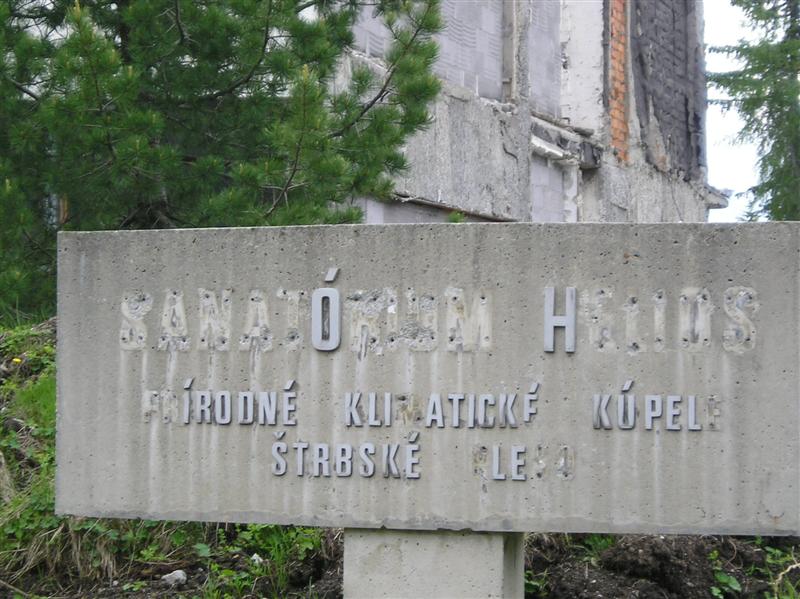 SANATÓRIUM HELIOS
PRÍRODNÉ KLIMATICKÉ KÚPELE
ŠTRBSKÉ PLESO